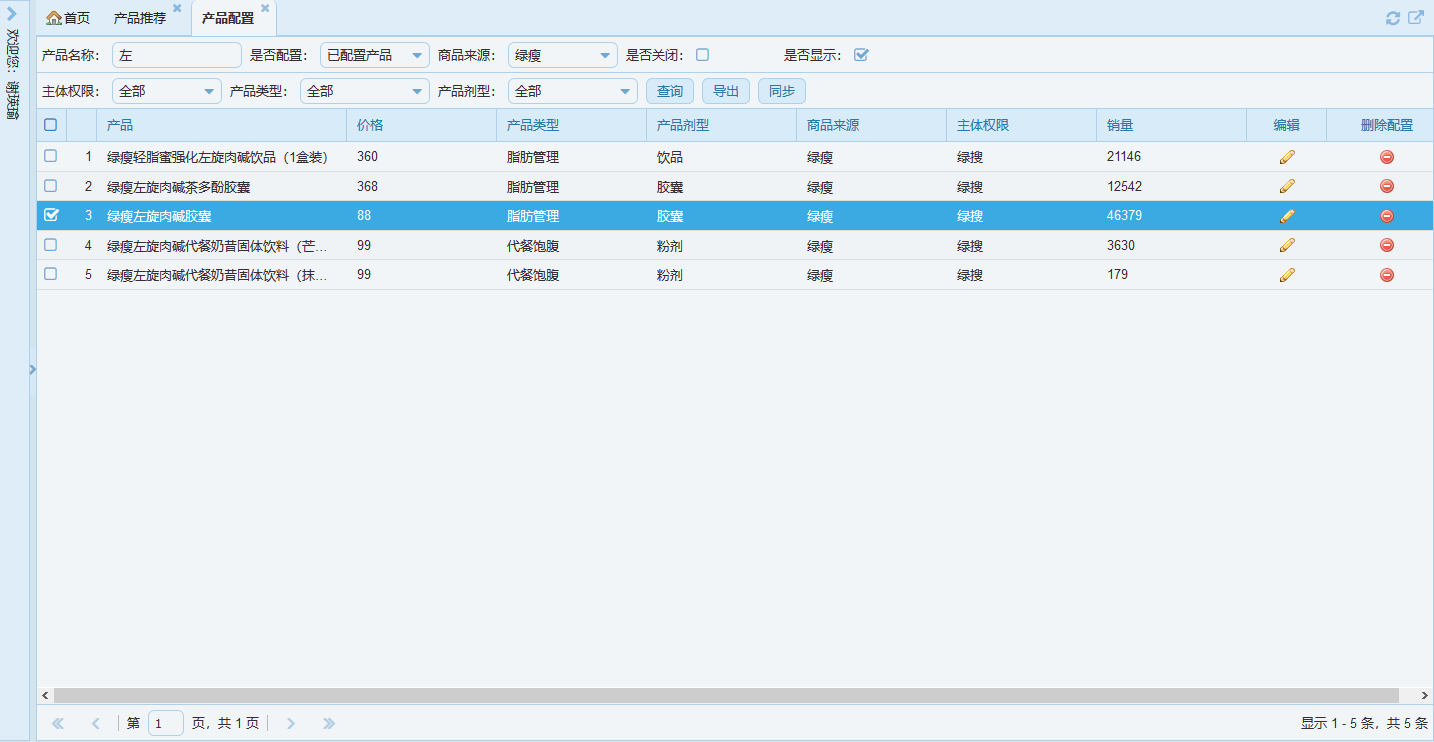 首页 产品推荐 产品配置
产品名称： 左 是否配置： 已配置产品 商品来源： 绿瘦 是否关闭： 是否显示：
主体权限： 全部 产品类型： 全部 产品剂型： 全部 查询 导出 同步
产品 价格 产品类型 产品剂型 商品来源 主体权限 销量 编辑 删除配置
1 绿瘦轻脂蜜强化左旋肉碱饮品（1盒装） 360 脂肪管理 饮品 绿瘦 绿搜 21146
2 绿瘦左旋肉碱茶多酚胶囊 368 脂肪管理 胶囊 绿瘦 绿搜 12542
3 绿瘦左旋肉碱胶囊 88 脂肪管理 胶囊 绿瘦 绿搜 46379
4 绿瘦左旋肉碱代餐奶昔固体饮料（芒... 99 代餐饱腹 粉剂 绿瘦 绿搜 3630
5 绿瘦左旋肉碱代餐奶昔固体饮料（抹... 99 代餐饱腹 粉剂 绿瘦 绿搜 179
第 1 页，共 1 页 显示 1 - 5 条，共 5 条